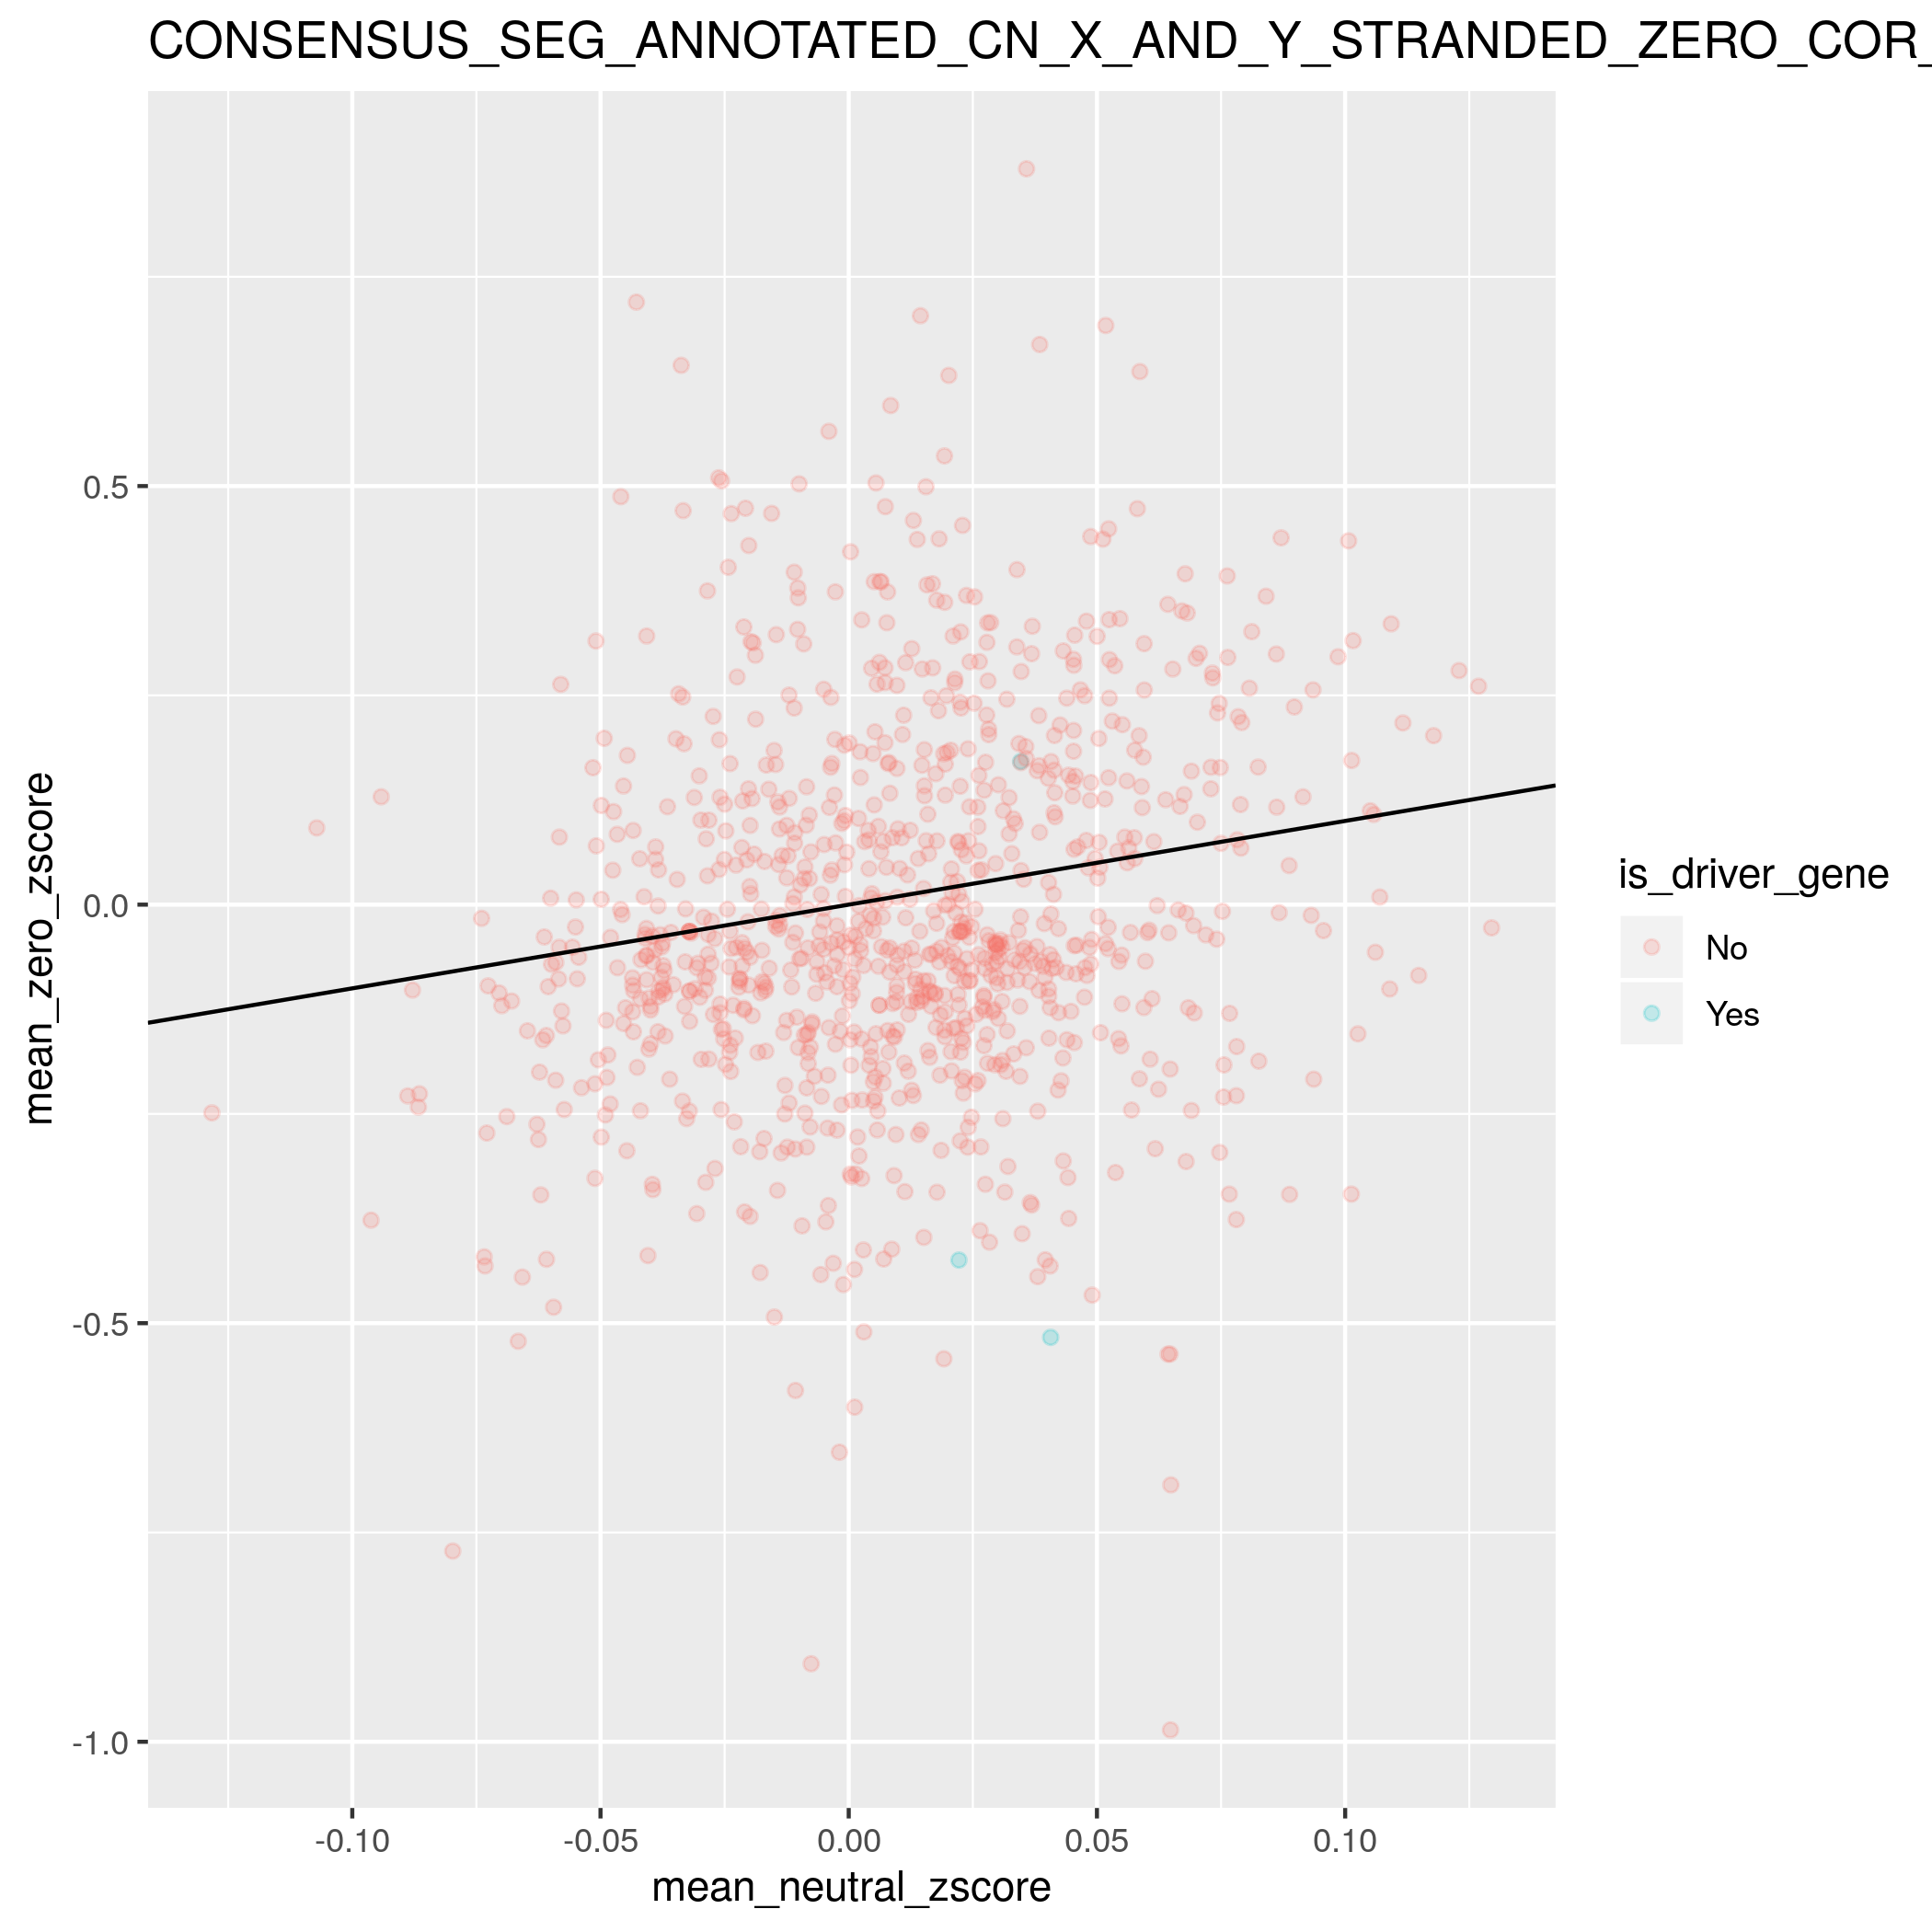 CONSENSUS_SEG_ANNOTATED_CN_X_AND_Y_STRANDED_ZERO_COR_
mean_zero_zscore
0.5
0.0
-0.5
-1.0
-0.10
-0.05
0.00
0.05
0.10
mean_neutral_zscore
is_driver_gene
No
Yes